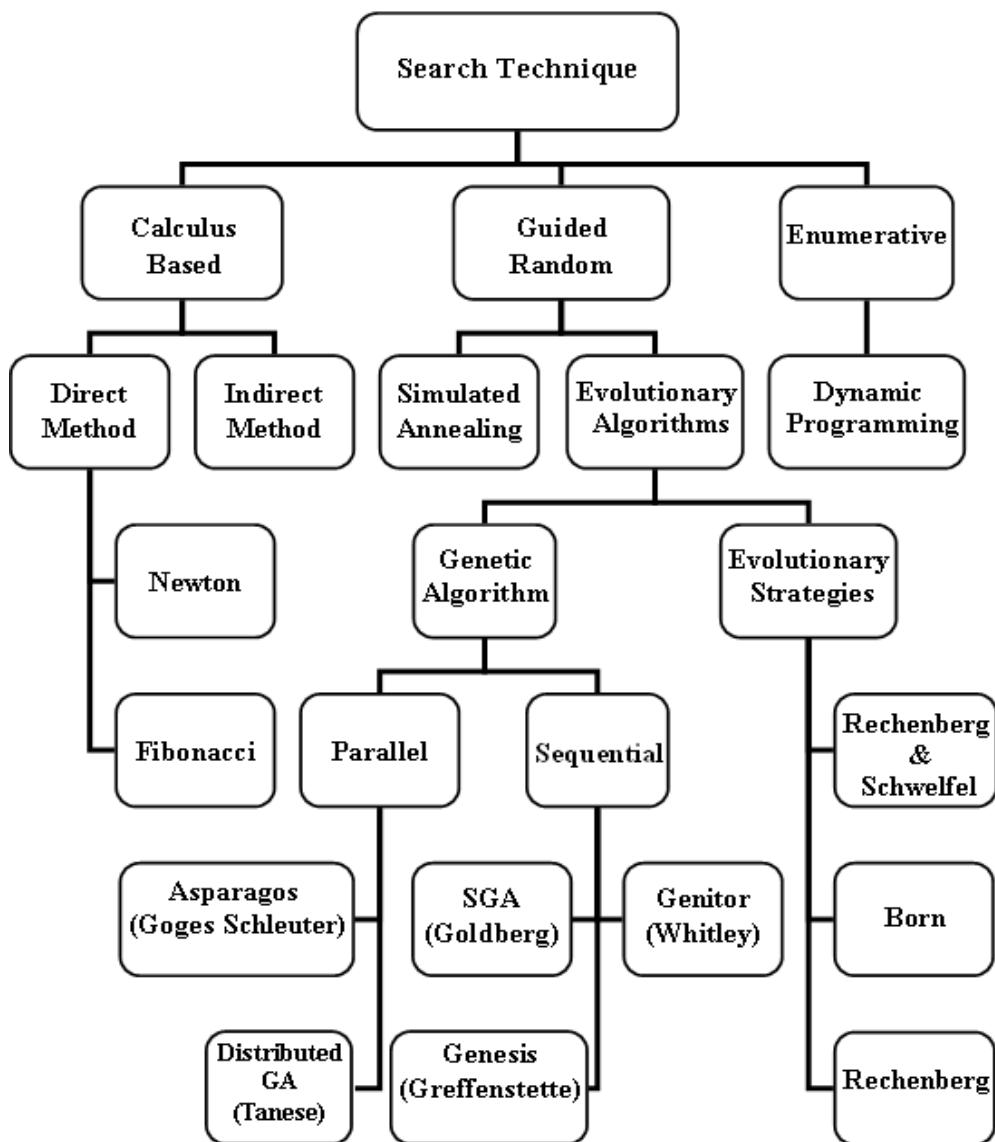 Search Technique
Calculus
Based
Guided
Random
Enumerative
Direct
Method
Indirect
Method
Simulated
Annealing
Evolutionary
Algorithms
Dynamic
Programming
Genetic
Algorithm
Evolutionary
Strategies
Newton
Fibonacci
Parallel
Sequential
Rechenberg
&
Schwelfel
Asparagos
(Goges Schleuter)
SGA
(Goldberg)
Genitor
(Whitley)
Born
Distributed
GA
(Tanese)
Genesis
(Greffenstette)
Rechenberg